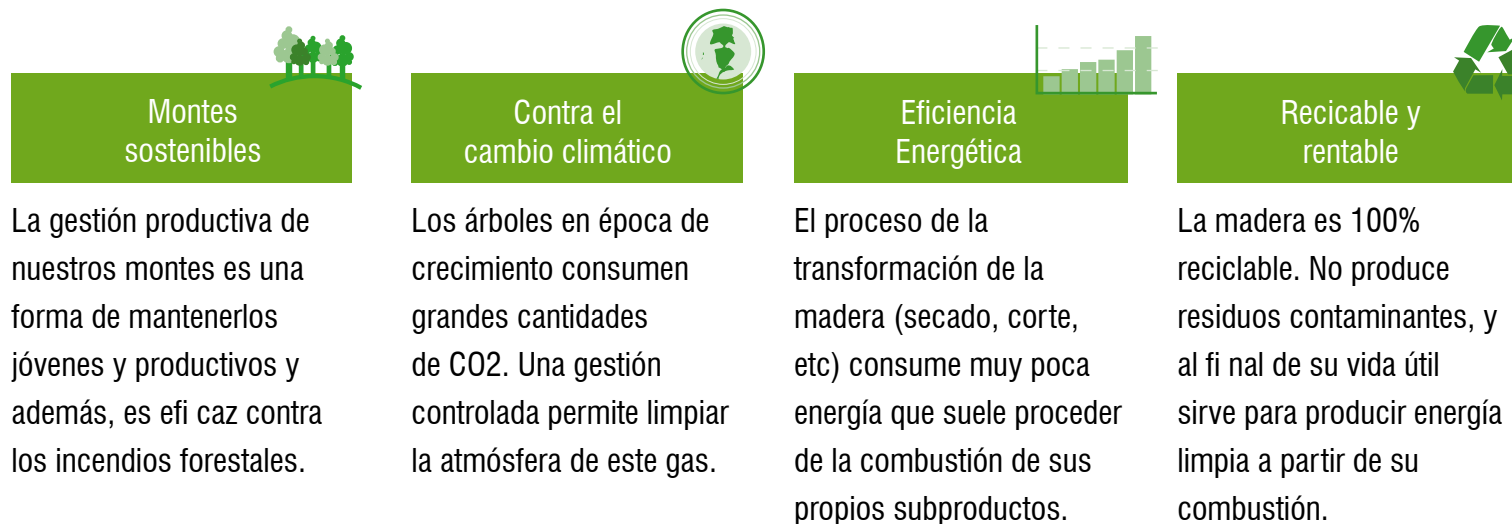 Montes
sostenibles
La gestión productiva de
nuestros montes es una
forma de mantenerlos
jóvenes y productivos y
además, es efi caz contra
los incendios forestales.
Contra el
cambio climático
Los árboles en época de
crecimiento consumen
grandes cantidades
de CO2. Una gestión
controlada permite limpiar
la atmósfera de este gas.
Eficiencia
Energética
El proceso de la
transformación de la
madera (secado, corte,
etc) consume muy poca
energía que suele proceder
de la combustión de sus
propios subproductos.
Recicable y
rentable
La madera es 100%
reciclable. No produce
residuos contaminantes, y
al fi nal de su vida útil
sirve para producir energía
limpia a partir de su
combustión.